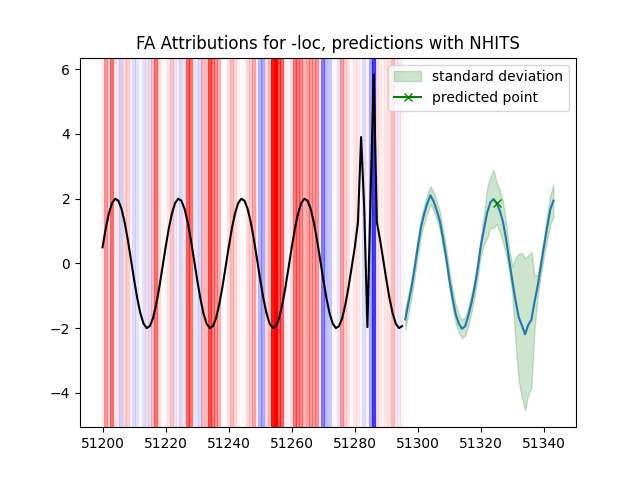 FA Attributions for -loc, predictions with NHITS
standard deviation
predicted point
6
4
2
0
−2
−4
51200 51220 51240 51260 51280 51300 51320 51340